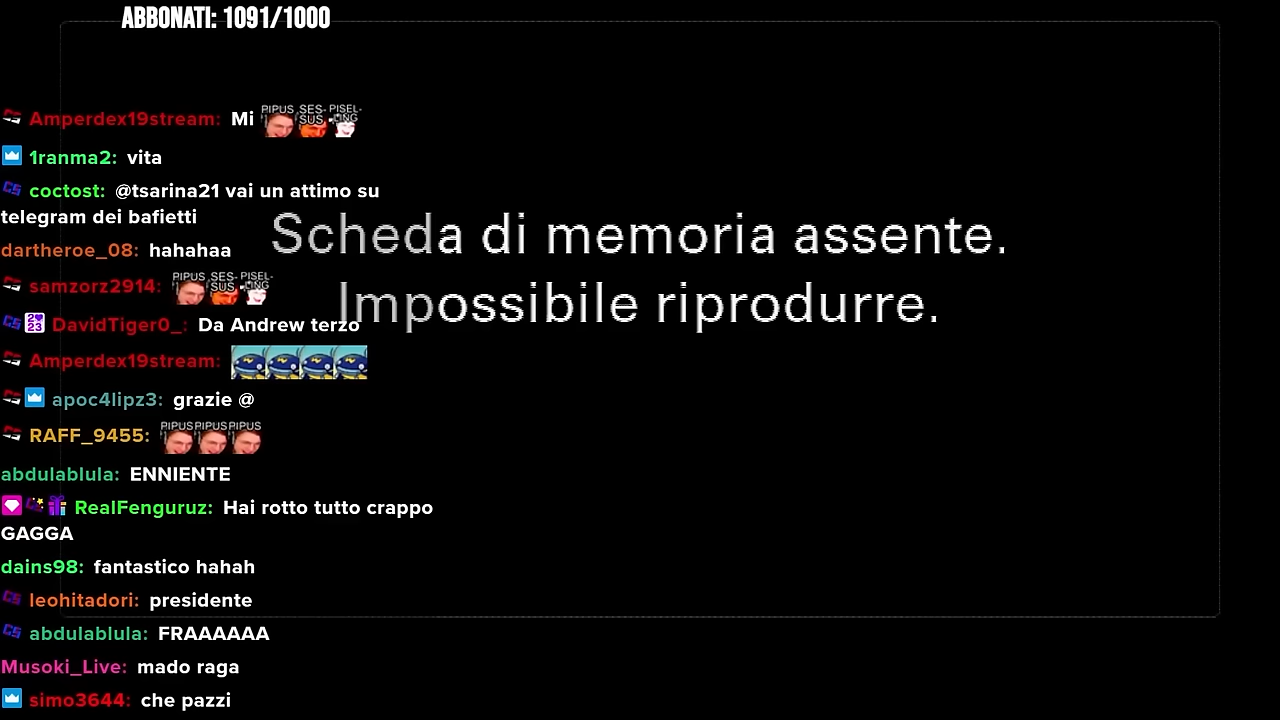 ABBONATI: 1091/1000
Amperdex19stream: Mi PIPUS SES-SUS PISEL-LING
1ranma2: vita
coctost: @tsarina21 vai un attimo su
telegram dei bafietti
Scheda di memoria assente.
dartheroe_08: hahahaa
samzorz2914: PIPUS SES-SUS PISEL-LING
Impossibile riprodurre.
DavidTiger0_: Da Andrew terzo
Amperdex19stream:
apoc4lipz3: grazie @
RAFF_9455: PIPUS PIPUS PIPUS
abdulablula: ENNIENTE
RealFenguruz: Hai rotto tutto crappo
GAGGA
dains98: fantastico hahah
leohitadori: presidente
abdulablula: FRAAAAAA
Musoki_Live: mado raga
simo3644: che pazzi